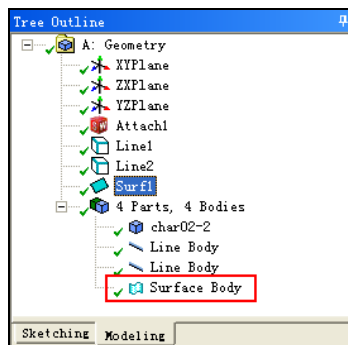 Tree Outline
A: Geometry
XYPlane
ZXPlane
YZPlane
Attach1
Line1
Line2
Surf1
4 Parts, 4 Bodies
char02-2
Line Body
Line Body
Surface Body
Sketching Modeling